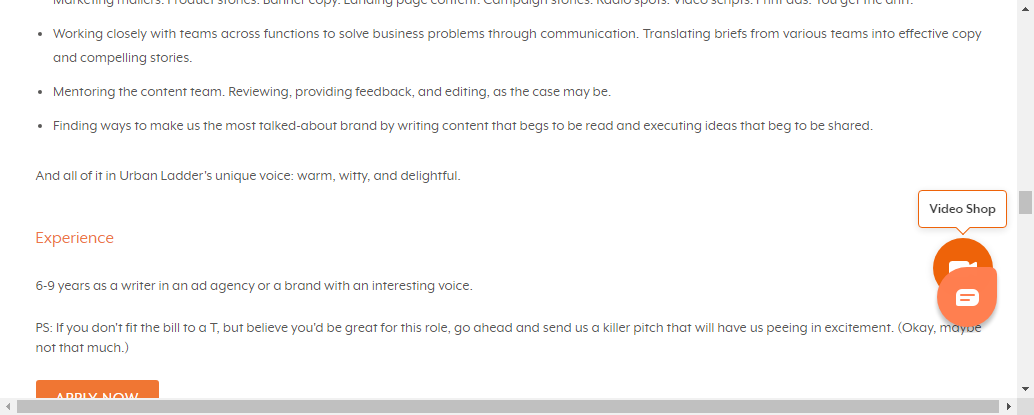 Marketing mailers. Product stories. Banner copy. Landing page content. Campaign stories. Radio spots. Video scripts. Print ads. You get the drift.
Working closely with teams across functions to solve business problems through communication. Translating briefs from various teams into effective copy
and compelling stories.
Mentoring the content team. Reviewing, providing feedback, and editing, as the case may be.
Finding ways to make us the most talked-about brand by writing content that begs to be read and executing ideas that beg to be shared.
And all of it in Urban Ladder's unique voice: warm, witty, and delightful.
Video Shop
Experience
6-9 years as a writer in an ad agency or a brand with an interesting voice.
PS: If you don't fit the bill to a T, but believe you'd be great for this role, go ahead and send us a killer pitch that will have us peeing in excitement. (Okay, maybe
not that much.)
APPLY NOW